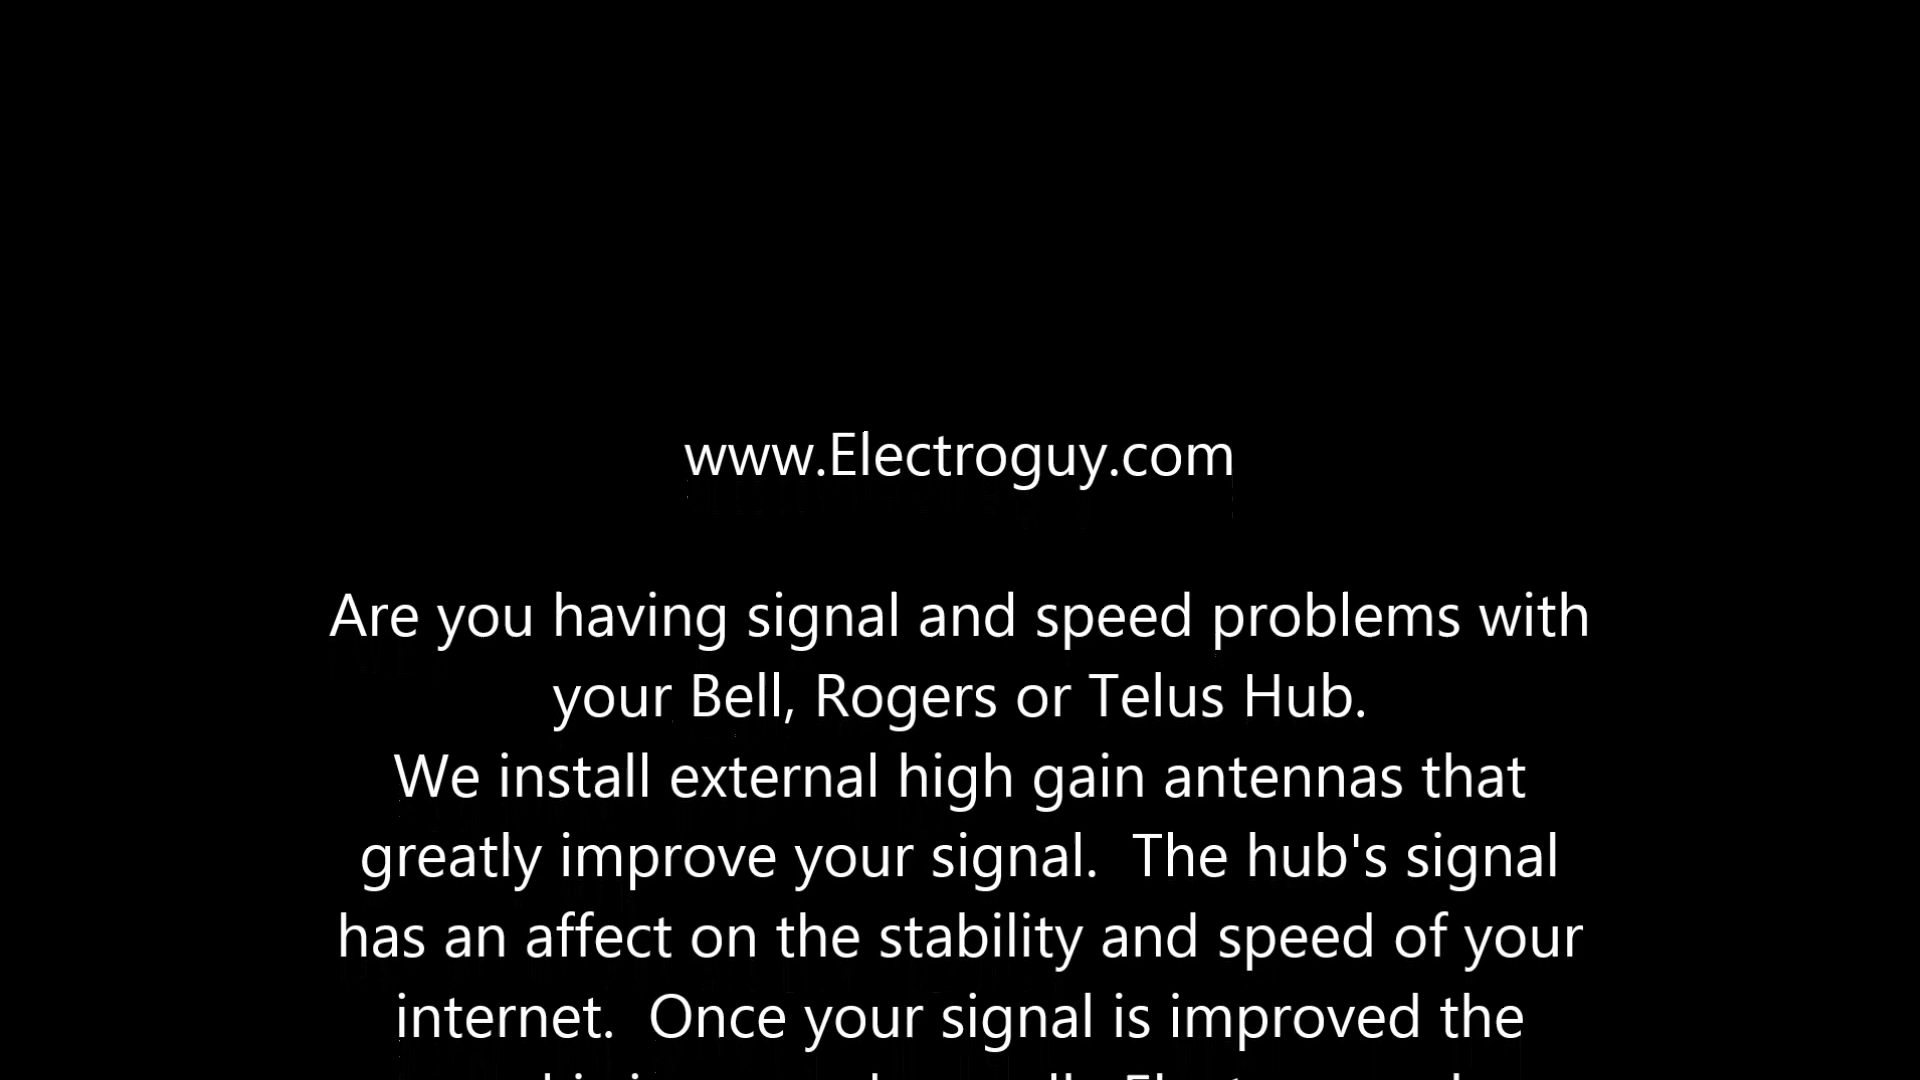 www.Electroguy.com
Are you having signal and speed problems with
your Bell, Rogers or Telus Hub.
We install external high gain antennas that
greatly improve your signal.  The hub's signal
has an affect on the stability and speed of your
internet.  Once your signal is improved the